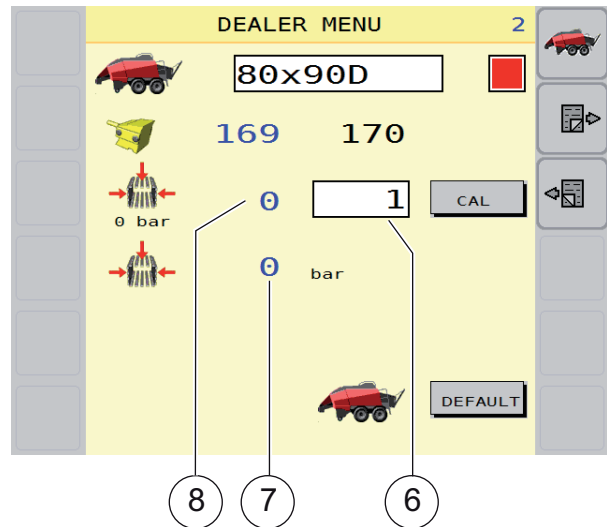 DEALER MENU 2
80x90D
169 170
0 1 CAL
0 bar
0 bar
DEFAULT
8 7 6